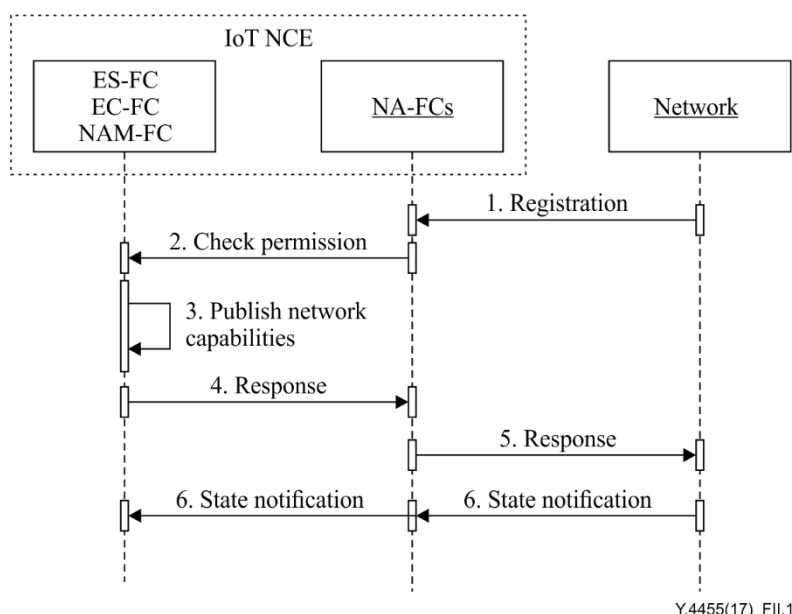 IoT NCE
ES-FC
EC-FC
NAM-FC
NA-FCs
Network
1. Registration
2. Check permission
3. Publish network
capabilities
4. Response
5. Response
6. State notification
6. State notification
Y.4455(17)_FII.1